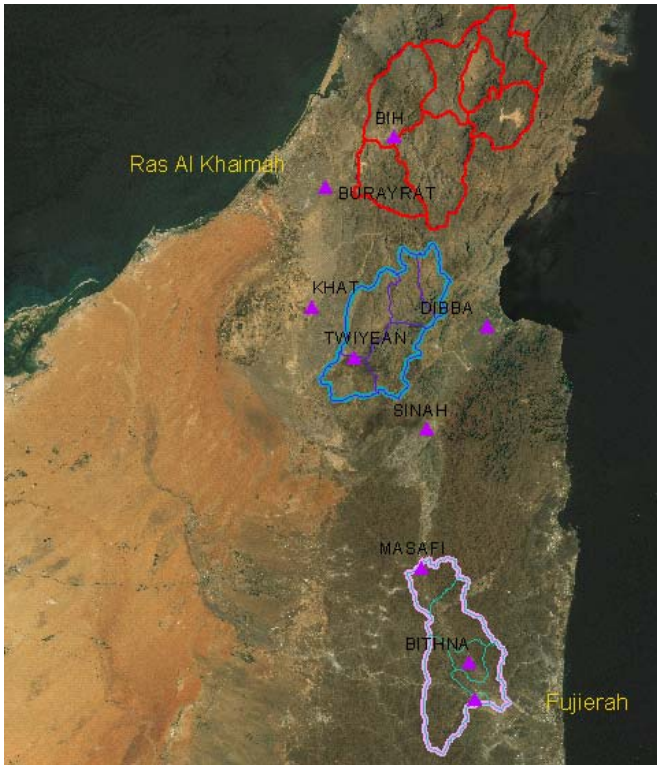 BIH
Ras Al Khaimah
BURAYRAT
KHAT
DIBBA
TWIYEAN
SINAH
MASAFI
BITHNA
Fujierah